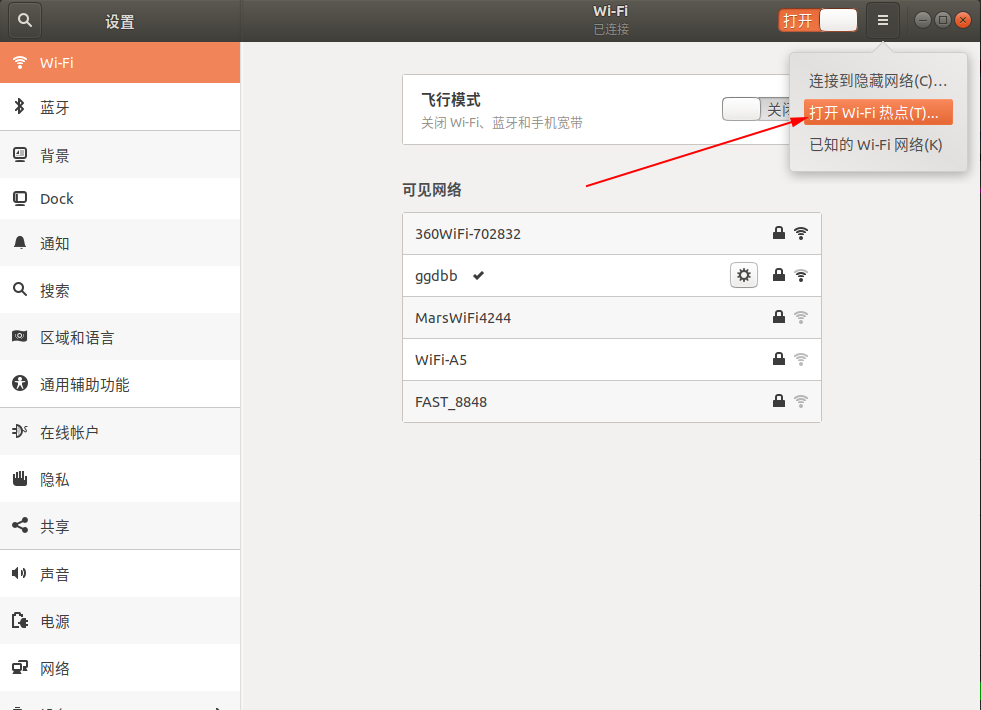 设置
Wi-Fi
已连接
打开
Wi-Fi
蓝牙
背景
Dock
通知
搜索
区域和语言
通用辅助功能
在线帐户
隐私
共享
声音
电源
网络
连接到隐藏网络(C)…
打开 Wi-Fi 热点(T)…
已知的 Wi-Fi 网络(K)
飞行模式
关闭 Wi-Fi、蓝牙和手机宽带
关闭
可见网络
360WiFi-702832
ggdbb
MarsWiFi4244
WiFi-A5
FAST_8848